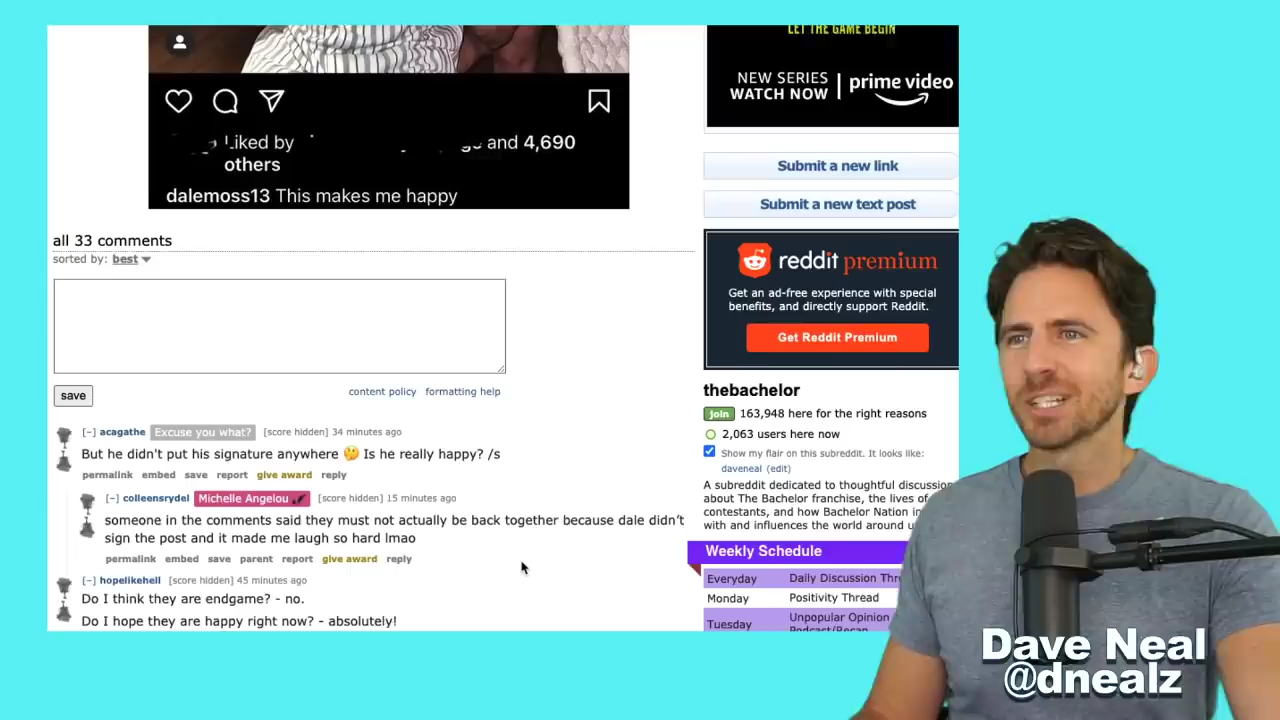 LET THE GAME BEGIN
NEW SERIES
WATCH NOW
prime video
Liked by
and 4,690
others
dalemoss13 This makes me happy
Submit a new link
Submit a new text post
all 33 comments
sorted by: best
reddit premium
Get an ad-free experience with special
benefits, and directly support Reddit.
Get Reddit Premium
content policy formatting help
save
thebachelor
join 163,948 here for the right reasons
2,063 users here now
Show my flair on this subreddit. It looks like:
daveneal (edit)
A subreddit dedicated to thoughtful discussion
about The Bachelor franchise, the lives of
contestants, and how Bachelor Nation
with and influences the world around
[–] acagathe Excuse you what? [score hidden] 34 minutes ago
But he didn't put his signature anywhere 🤔 Is he really happy? /s
permalink embed save report give award reply
[–] colleensrydel Michelle Angelou [score hidden] 15 minutes ago
someone in the comments said they must not actually be back together because dale didn't
sign the post and it made me laugh so hard lmao
permalink embed save parent report give award reply
[–] hopelikehell [score hidden] 45 minutes ago
Do I think they are endgame? - no.
Do I hope they are happy right now? - absolutely!
Weekly Schedule
Everyday Daily Discussion
Monday Positivity Thread
Tuesday Unpopular Opinion
Podcast/Recap
Dave Neal
@dnealz